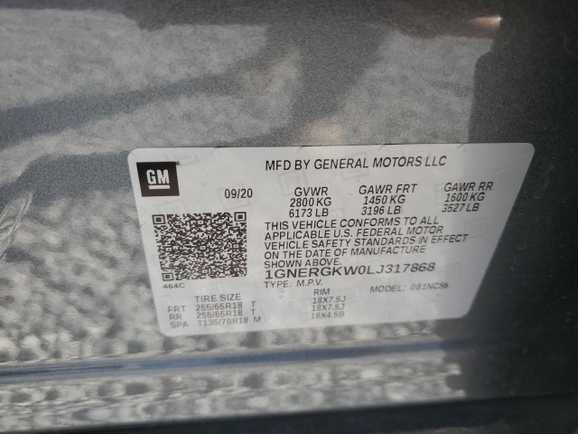 GM
MFD BY GENERAL MOTORS LLC
09/20 GVWR GAWR FRT GAWR RR
2800 KG 1450 KG 1600 KG
6173 LB 3196 LB 3527 LB
THIS VEHICLE CONFORMS TO ALL
APPLICABLE U.S. FEDERAL MOTOR
VEHICLE SAFETY STANDARDS IN EFFECT
ON THE DATE OF MANUFACTURE
SHOWN ABOVE.
1GNERGKW0LJ317868
464C
TYPE: M.P.V. MODEL:
TIRE SIZE RIM
FRT 255/65R18 T 18X7.5J
RR 255/65R18 T 18X7.5J
SPA T135/70R18 M 18X4.5B